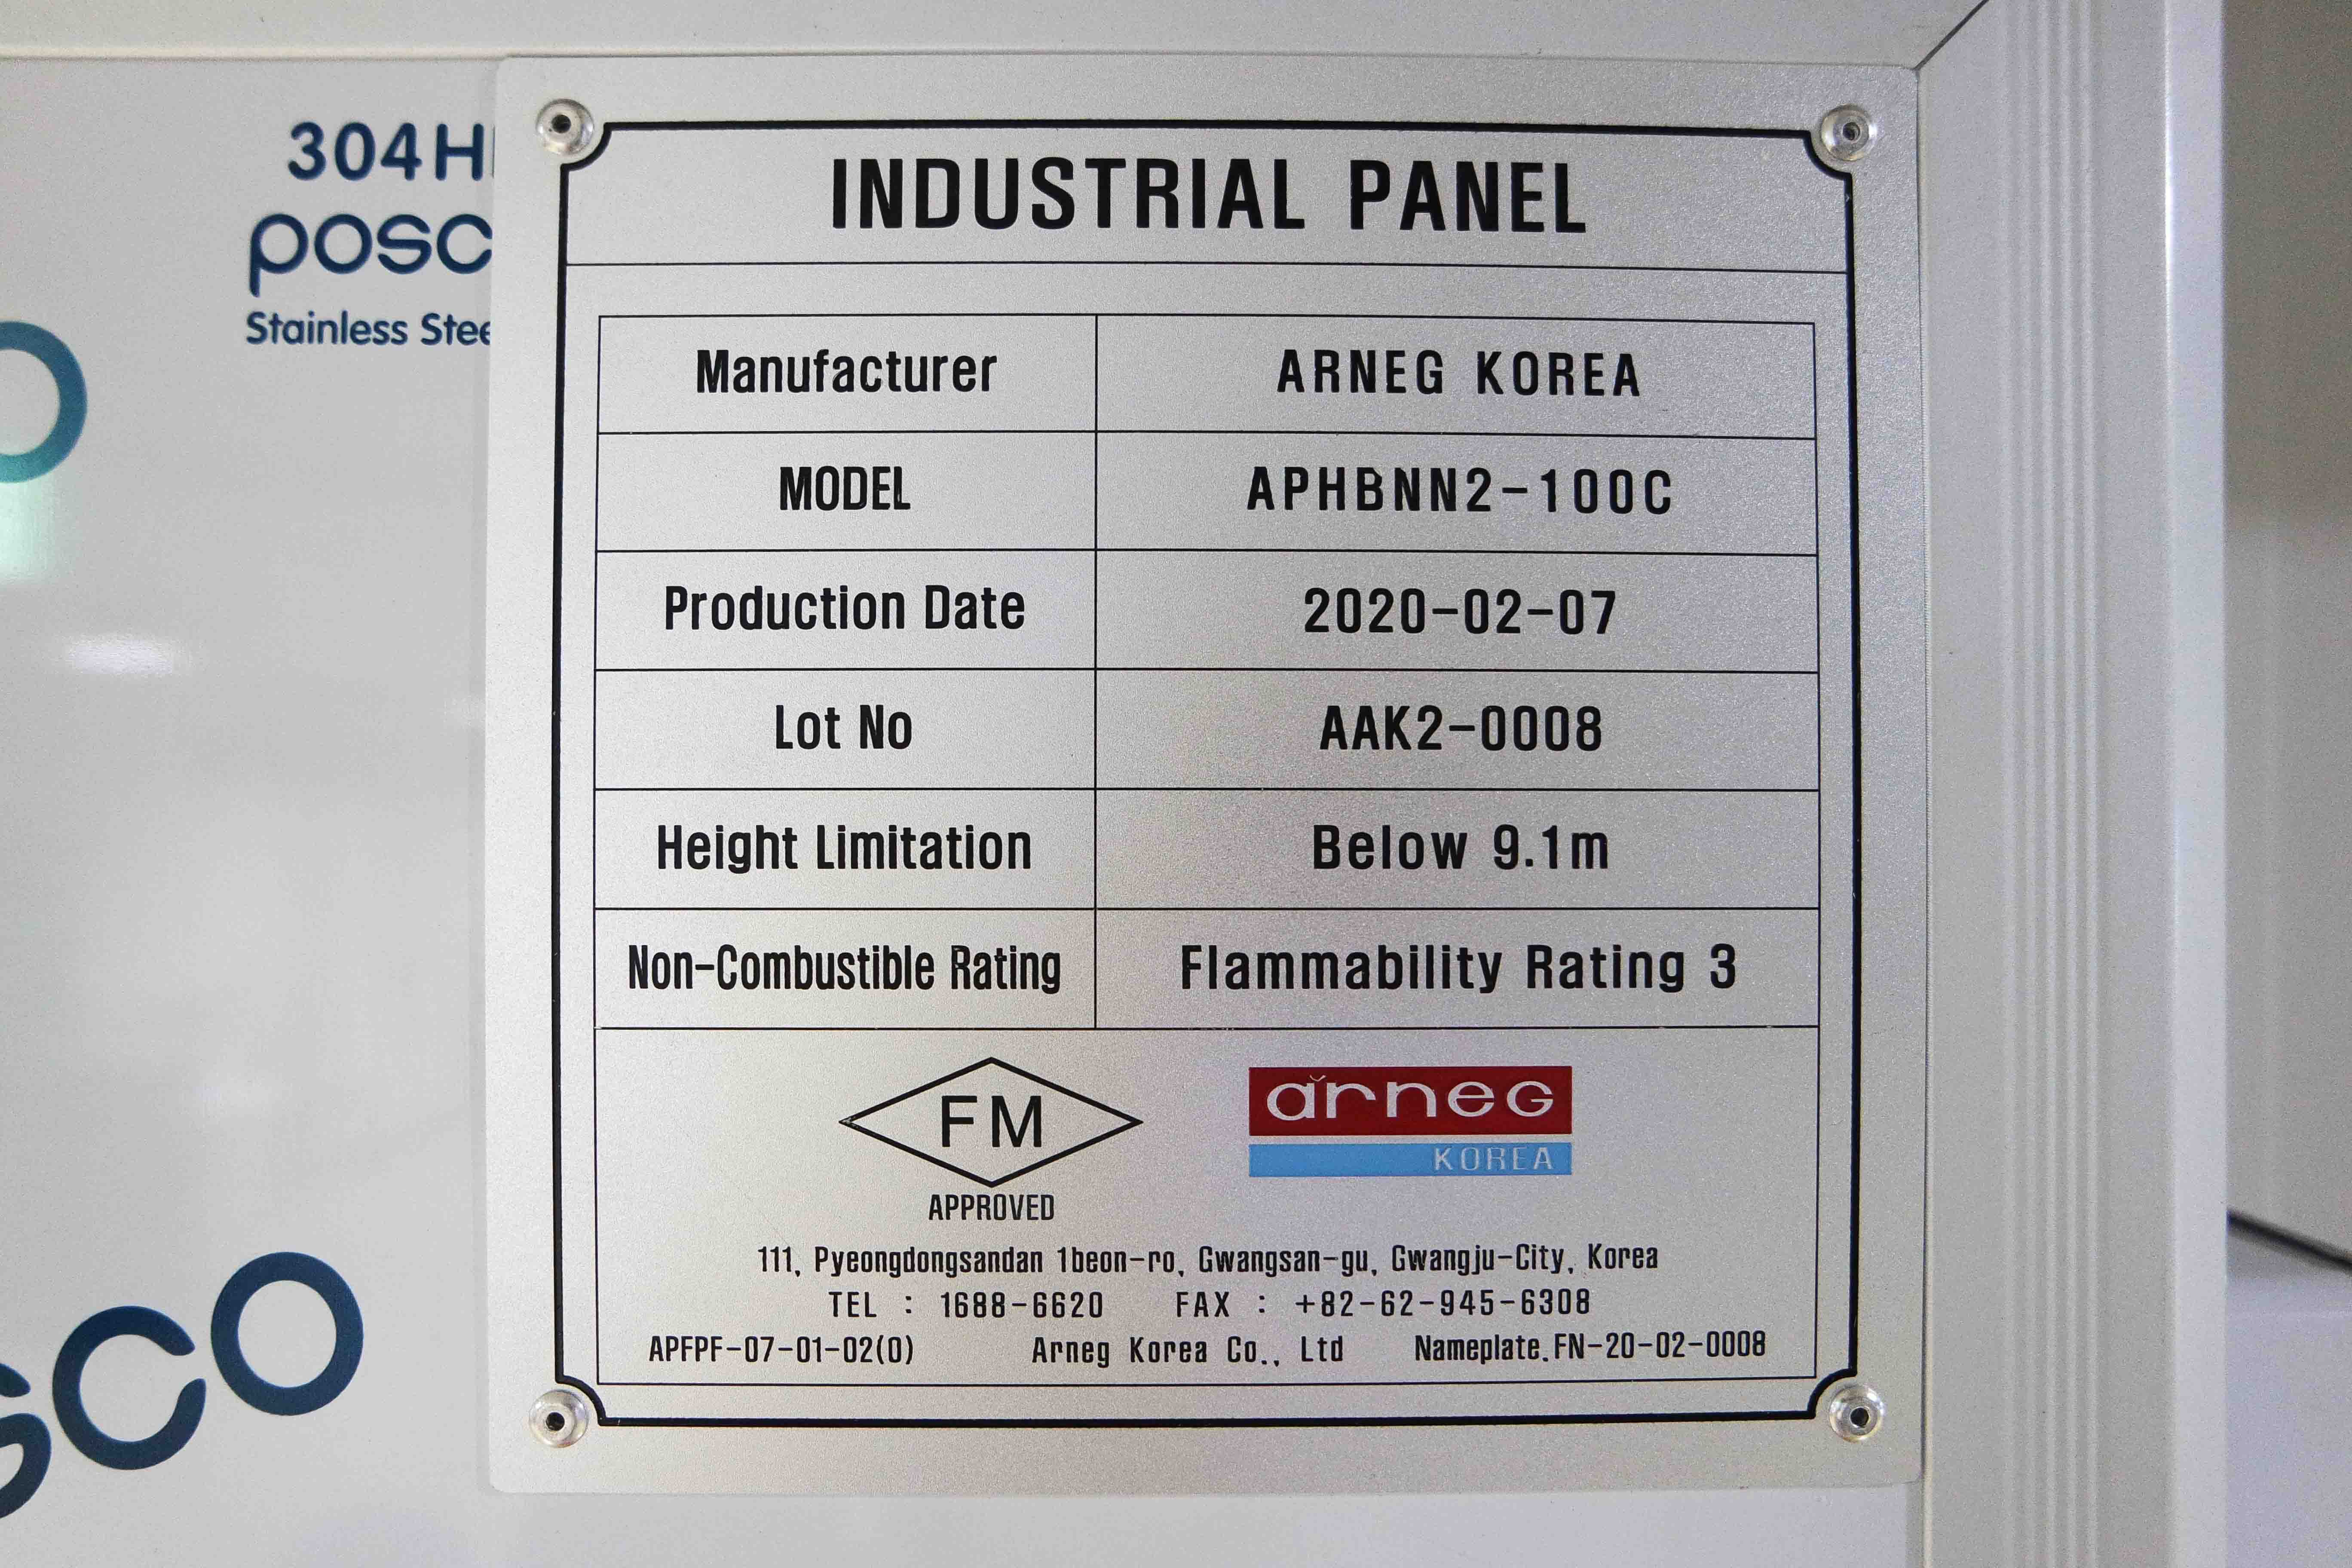 304H
posc
Stainless Stee
INDUSTRIAL PANEL
Manufacturer ARNEG KOREA
MODEL APHBNN2-100C
Production Date 2020-02-07
Lot No AAK2-0008
Height Limitation Below 9.1m
Non-Combustible Rating Flammability Rating 3
FM
APPROVED
arneg
KOREA
111, Pyeongdongsandan 1beon-ro, Gwangsan-gu, Gwangju-City, Korea
TEL : 1688-6620 FAX : +82-62-945-6308
APFPF-07-01-02(0) Arneg Korea Co., Ltd Nameplate.FN-20-02-0008
sco